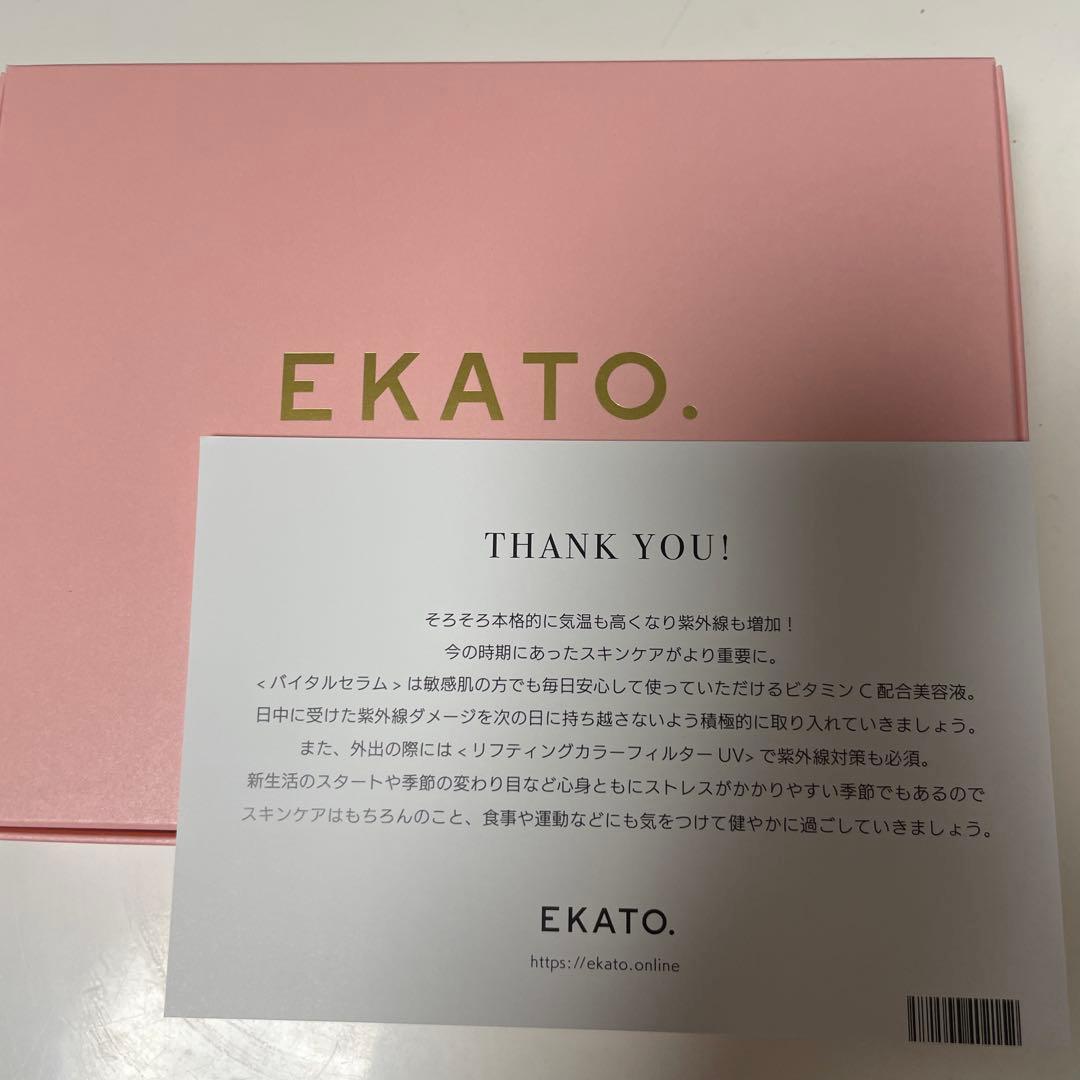 EKATO.
THANK YOU!
そろそろ本格的に気温も高くなり紫外線も増加！
今の時期にあったスキンケアがより重要に。
＜バイタルセラム＞は敏感肌の方でも毎日安心して使っていただけるビタミンC配合美容液。
日中に受けた紫外線ダメージを次の日に持ち越さないよう積極的に取り入れていきましょう。
また、外出の際には＜リフティングカラーフィルターUV＞で紫外線対策も必須。
新生活のスタートや季節の変わり目など心身ともにストレスがかかりやすい季節でもあるので
スキンケアはもちろんのこと、食事や運動などにも気をつけて健やかに過ごしていきましょう。
EKATO.
https://ekato.online